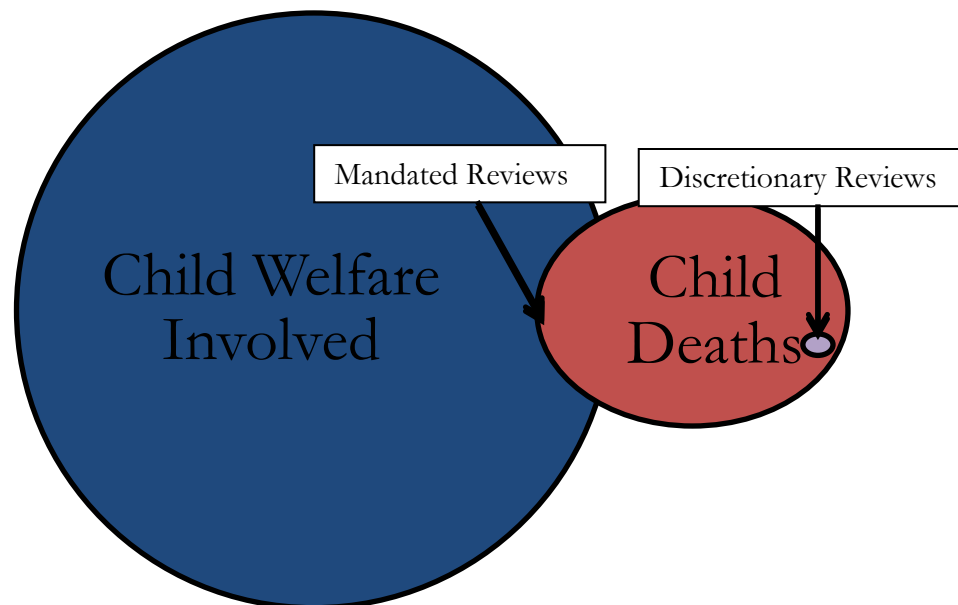 Mandated Reviews
Discretionary Reviews
Child Welfare
Involved
Child
Deaths